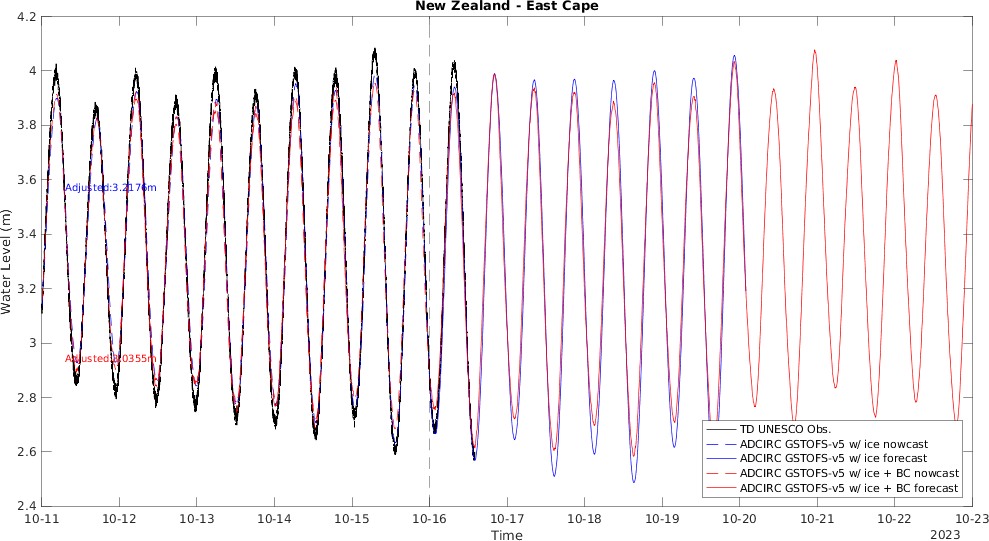 New Zealand - East Cape
4.2
4
3.8
3.6
3.4
3.2
3
2.8
2.6
2.4
Water Level (m)
Adjusted:3.2176m
Adjusted:3.0355m
TD UNESCO Obs.
ADCIRC GSTOFS-v5 w/ ice nowcast
ADCIRC GSTOFS-v5 w/ ice forecast
ADCIRC GSTOFS-v5 w/ ice + BC nowcast
ADCIRC GSTOFS-v5 w/ ice + BC forecast
10-11 10-12 10-13 10-14 10-15 10-16 10-17 10-18 10-19 10-20 10-21 10-22 10-23
Time
2023